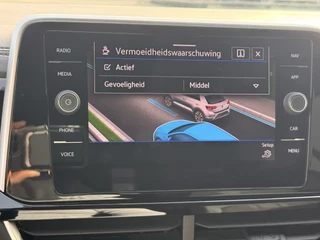 RADIO
MEDIA
PHONE
VOICE
Vermoeidheidswaarschuwing
i
Actief
Gevoeligheid Middel
Setup
NAV
APP
CAR
MENU